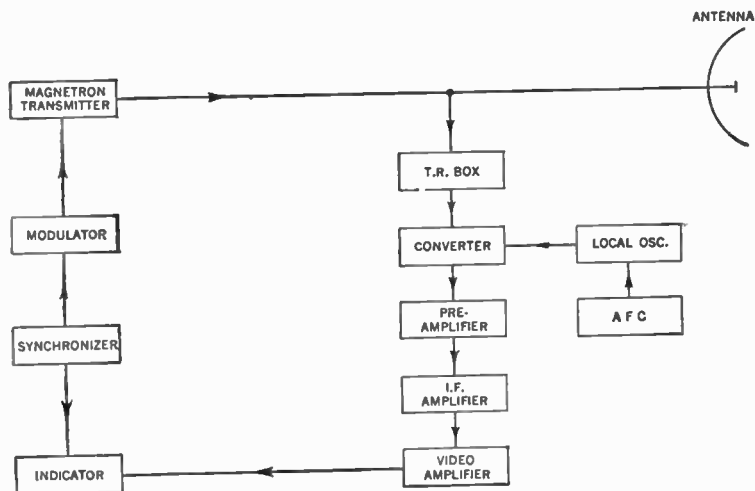 ANTENNA
MAGNETRON
TRANSMITTER
T.R. BOX
MODULATOR
CONVERTER
LOCAL OSC.
PRE-
AMPLIFIER
A F C
SYNCHRONIZER
I.F.
AMPLIFIER
INDICATOR
VIDEO
AMPLIFIER